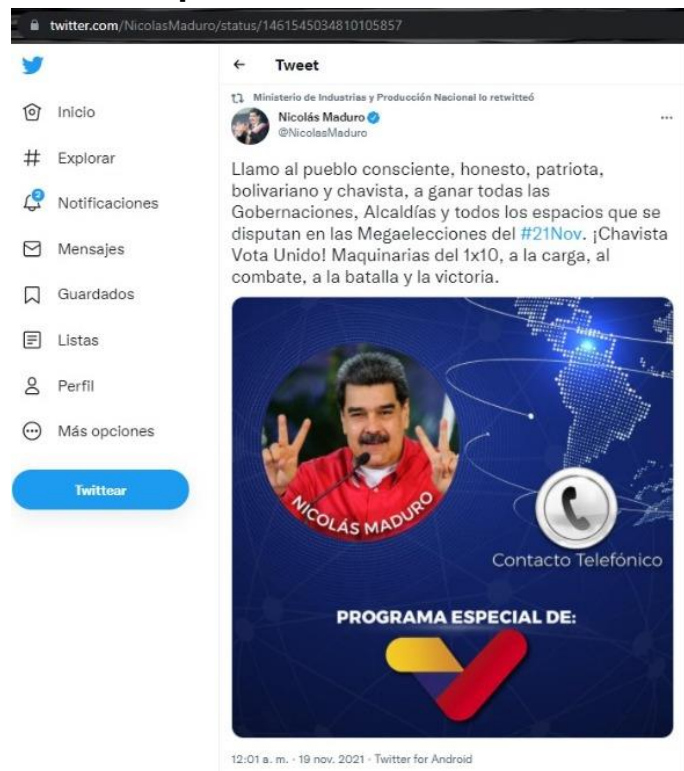 twitter.com/NicolasMaduro/status/1461545034810105857
Tweet
Inicio
Explorar
2
Notificaciones
Mensajes
Guardados
Listas
Perfil
Más opciones
Twittear
Ministerio de Industrias y Producción Nacional lo retwitteó
Nicolás Maduro
@NicolasMaduro
Llamo al pueblo consciente, honesto, patriota,
bolivariano y chavista, a ganar todas las
Gobernaciones, Alcaldías y todos los espacios que se
disputan en las Megaelecciones del #21Nov. ¡Chavista
Vota Unido! Maquinarias del 1x10, a la carga, al
combate, a la batalla y la victoria.
NICOLÁS MADURO
Contacto Telefónico
PROGRAMA ESPECIAL DE:
12:01 a. m. · 19 nov. 2021 · Twitter for Android